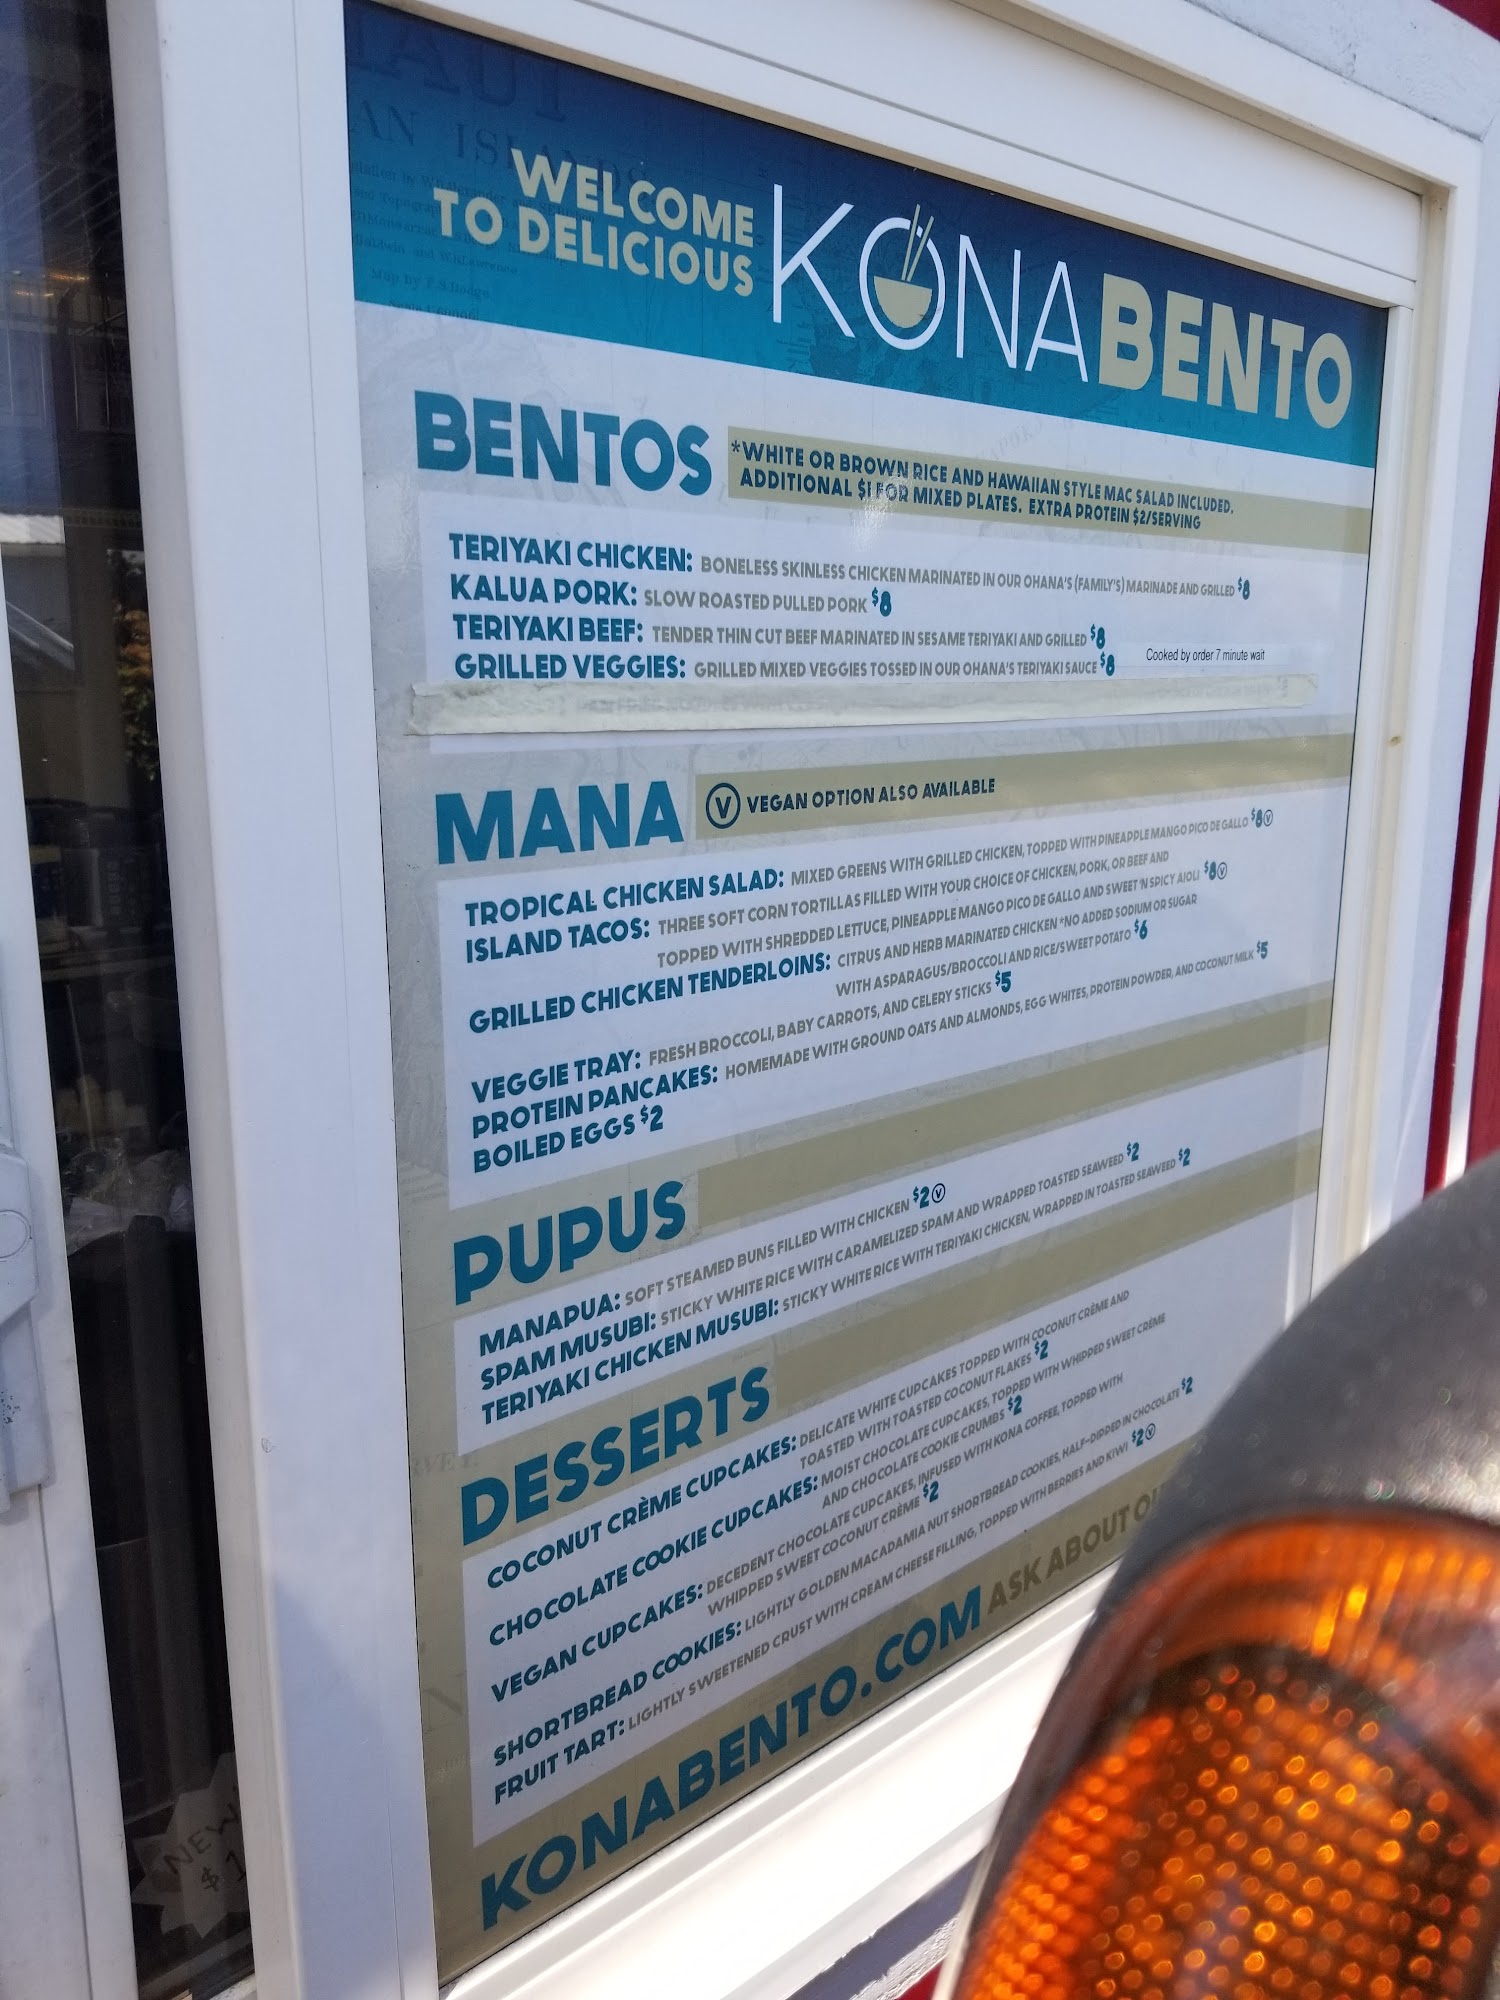 WELCOME
TO DELICIOUS
KONABENTO
BENTOS
*WHITE OR BROWN RICE AND HAWAIIAN STYLE MAC SALAD INCLUDED.
ADDITIONAL $1 FOR MIXED PLATES. EXTRA PROTEIN $2/SERVING
TERIYAKI CHICKEN: BONELESS SKINLESS CHICKEN MARINATED IN OUR OHANA'S (FAMILY'S) MARINADE AND GRILLED $8
KALUA PORK: SLOW ROASTED PULLED PORK $8
TERIYAKI BEEF: TENDER THIN CUT BEEF MARINATED IN SESAME TERIYAKI AND GRILLED $8
GRILLED VEGGIES: GRILLED MIXED VEGGIES TOSSED IN OUR OHANA'S TERIYAKI SAUCE $8 Cooked by order 7 minute wait
MANA
Ⓥ VEGAN OPTION ALSO AVAILABLE
TROPICAL CHICKEN SALAD: MIXED GREENS WITH GRILLED CHICKEN, TOPPED WITH PINEAPPLE MANGO PICO DE GALLO $8 Ⓥ
ISLAND TACOS: THREE SOFT CORN TORTILLAS FILLED WITH YOUR CHOICE OF CHICKEN, PORK, OR BEEF AND
TOPPED WITH SHREDDED LETTUCE, PINEAPPLE MANGO PICO DE GALLO AND SWEET 'N SPICY AIOLI $8 Ⓥ
GRILLED CHICKEN TENDERLOINS: CITRUS AND HERB MARINATED CHICKEN *NO ADDED SODIUM OR SUGAR
WITH ASPARAGUS/BROCCOLI AND RICE/SWEET POTATO $6
VEGGIE TRAY: FRESH BROCCOLI, BABY CARROTS, AND CELERY STICKS $5
PROTEIN PANCAKES: HOMEMADE WITH GROUND OATS AND ALMONDS, EGG WHITES, PROTEIN POWDER, AND COCONUT MILK $5
BOILED EGGS $2
PUPUS
MANAPUA: SOFT STEAMED BUNS FILLED WITH CHICKEN $2 Ⓥ
SPAM MUSUBI: STICKY WHITE RICE WITH CARAMELIZED SPAM AND WRAPPED TOASTED SEAWEED $2
TERIYAKI CHICKEN MUSUBI: STICKY WHITE RICE WITH TERIYAKI CHICKEN, WRAPPED IN TOASTED SEAWEED $2
DESSERTS
COCONUT CRÈME CUPCAKES: DELICATE WHITE CUPCAKES TOPPED WITH COCONUT CRÈME AND
TOASTED WITH TOASTED COCONUT FLAKES $2
CHOCOLATE COOKIE CUPCAKES: MOIST CHOCOLATE CUPCAKES, TOPPED WITH WHIPPED SWEET CRÈME
AND CHOCOLATE COOKIE CRUMBS $2
VEGAN CUPCAKES: DECEDENT CHOCOLATE CUPCAKES, INFUSED WITH KONA COFFEE, TOPPED WITH
WHIPPED SWEET COCONUT CRÈME $2
SHORTBREAD COOKIES: LIGHTLY GOLDEN MACADAMIA NUT SHORTBREAD COOKIES, HALF-DIPPED IN CHOCOLATE $2
FRUIT TART: LIGHTLY SWEETENED CRUST WITH CREAM CHEESE FILLING, TOPPED WITH BERRIES AND KIWI $2 Ⓥ
KONABENTO.COM ASK ABOUT
NEW
$1